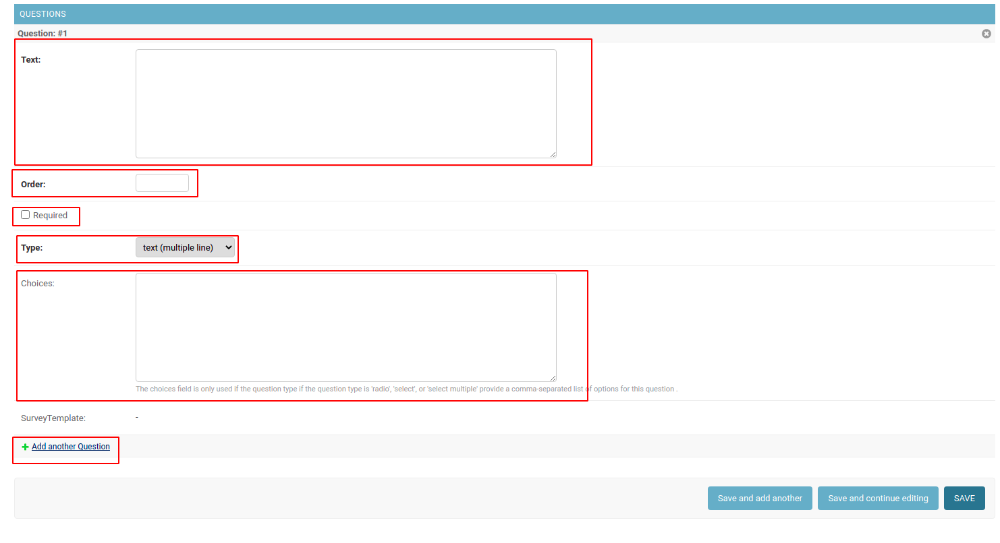 QUESTIONS
Question: #1
Text:
Order:
Required
Type: text (multiple line)
Choices:
The choices field is only used if the question type if the question type is 'radio', 'select', or 'select multiple' provide a comma-separated list of options for this question .
SurveyTemplate: -
Add another Question
Save and add another Save and continue editing SAVE